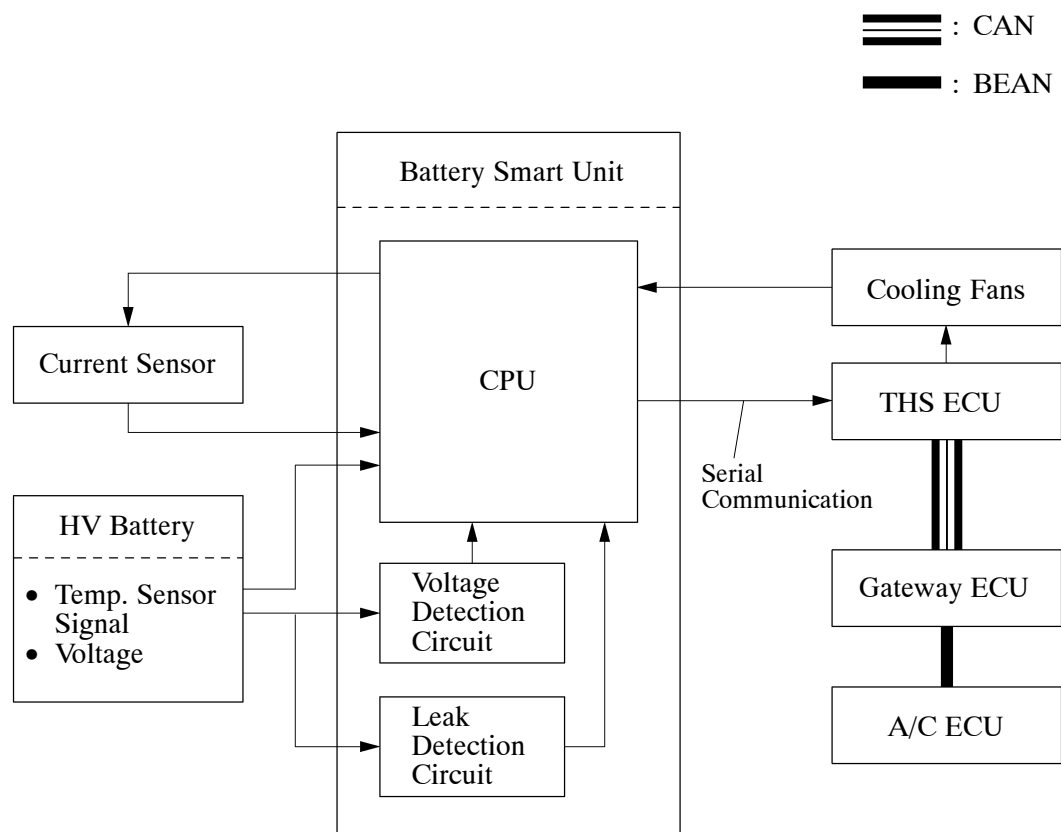 : CAN
: BEAN
Battery Smart Unit
CPU
Cooling Fans
Current Sensor
THS ECU
Serial
Communication
HV Battery
• Temp. Sensor
Signal
• Voltage
Voltage
Detection
Circuit
Gateway ECU
Leak
Detection
Circuit
A/C ECU